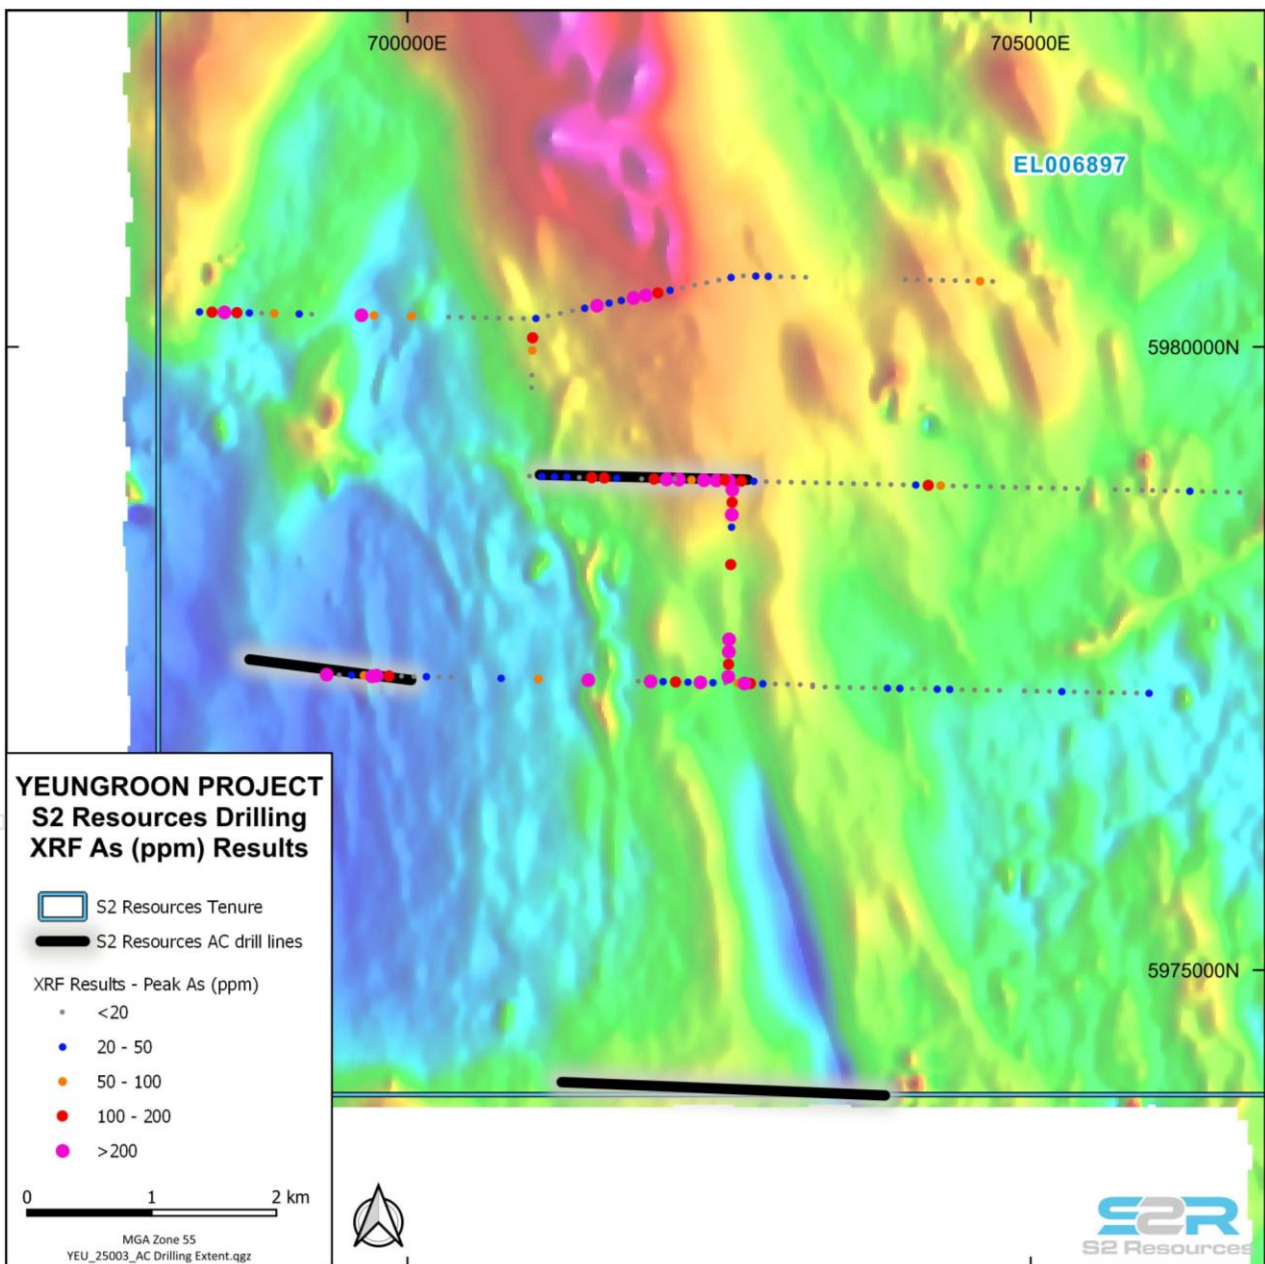 700000E
705000E
EL006897
5980000N
5975000N
YEUNGROON PROJECT
S2 Resources Drilling
XRF As (ppm) Results
S2 Resources Tenure
S2 Resources AC drill lines
XRF Results - Peak As (ppm)
<20
20 - 50
50 - 100
100 - 200
>200
0 1 2 km
MGA Zone 55
YEU_25003_AC Drilling Extent.qgz
S2R
S2 Resources